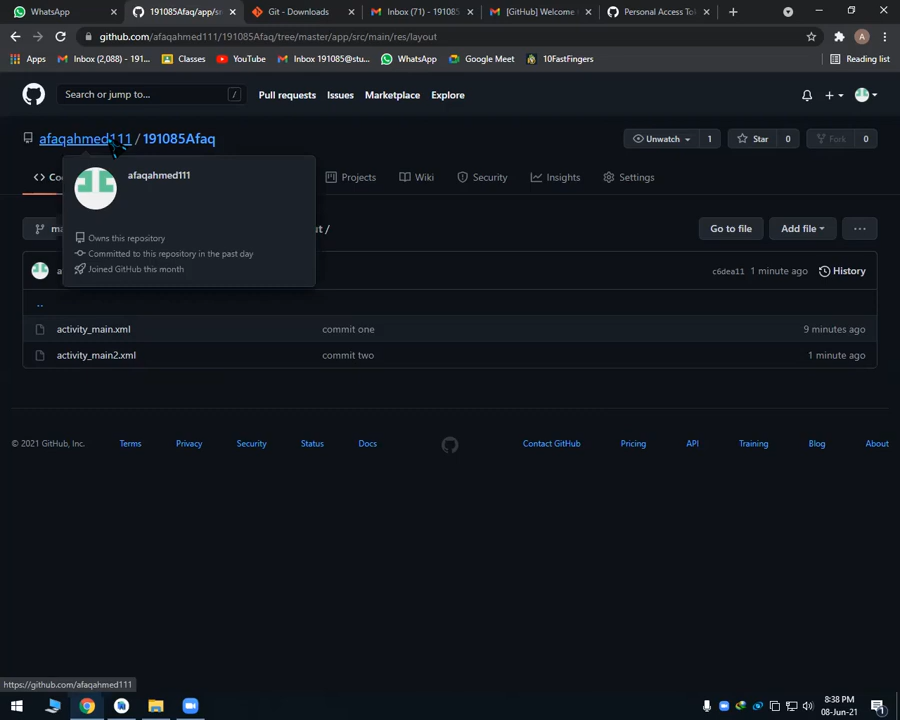 WhatsApp
191085Afaq/app/s
Git - Downloads
Inbox (71) - 19108
[GitHub] Welcome
Personal Access To
github.com/afaqahmed111/191085Afaq/tree/master/app/src/main/res/layout
Apps
Inbox (2,088) - 191...
Classes
YouTube
Inbox 191085@stu...
WhatsApp
Google Meet
10FastFingers
Reading list
Search or jump to... /
Pull requests
Issues
Marketplace
Explore
afaqahmed111 / 191085Afaq
Unwatch 1
Star 0
Fork 0
<> Co
Projects
Wiki
Security
Insights
Settings
afaqahmed111
Owns this repository
Committed to this repository in the past day
Joined GitHub this month
/
Go to file
Add file
...
c6dea11 1 minute ago
History
..
activity_main.xml commit one 9 minutes ago
activity_main2.xml commit two 1 minute ago
© 2021 GitHub, Inc.
Terms
Privacy
Security
Status
Docs
Contact GitHub
Pricing
API
Training
Blog
About
https://github.com/afaqahmed111
8:38 PM
08-Jun-21